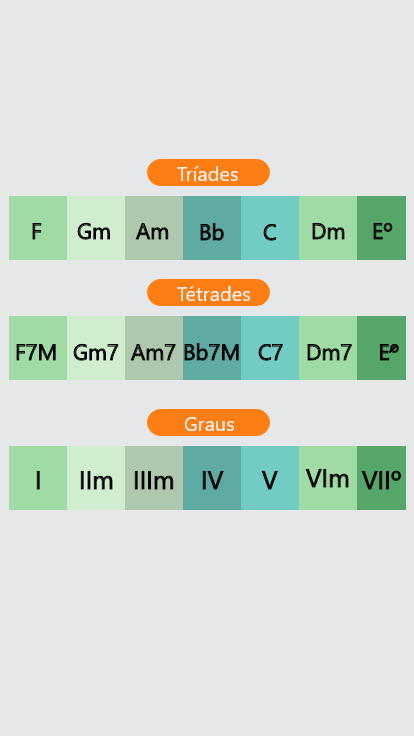 Tríades
F Gm Am Bb C Dm Eº
Tétrades
F7M Gm7 Am7 Bb7M C7 Dm7 Eø
Graus
I IIm IIIm IV V VIm VIIº